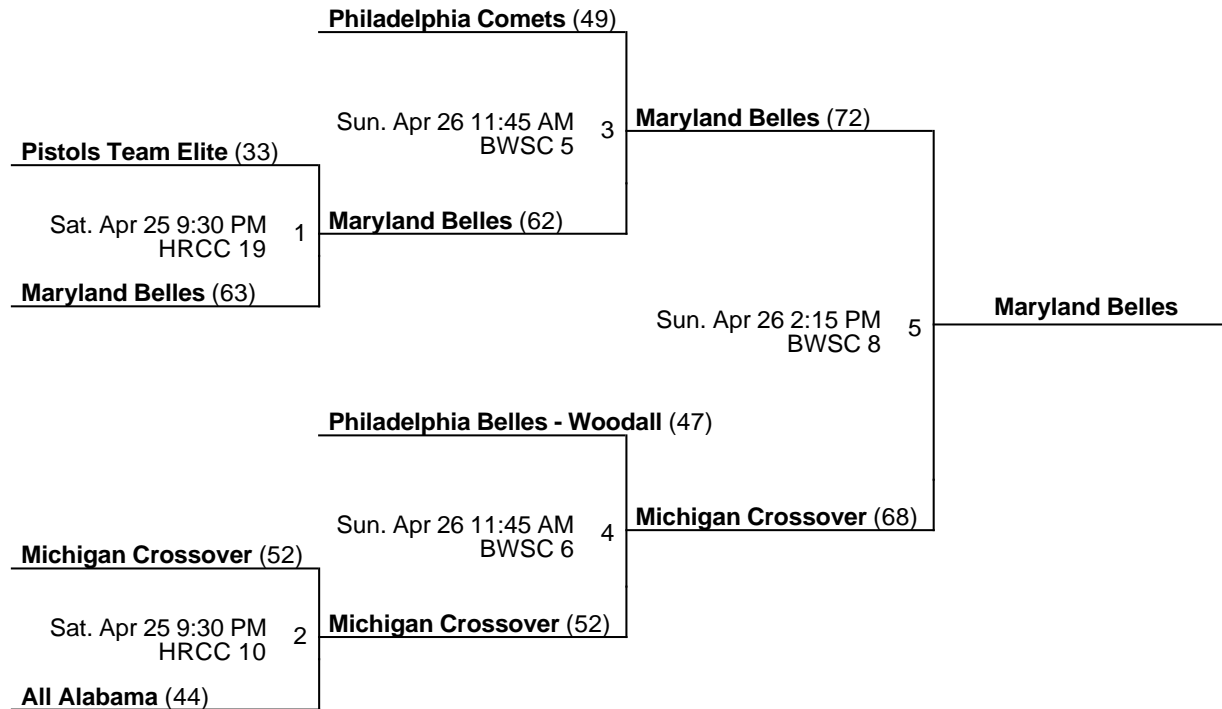 Philadelphia Comets (49)
Sun. Apr 26 11:45 AM
BWSC 5
3
Maryland Belles (72)
Pistols Team Elite (33)
Sat. Apr 25 9:30 PM
HRCC 19
1
Maryland Belles (62)
Maryland Belles (63)
Sun. Apr 26 2:15 PM
BWSC 8
5
Maryland Belles
Philadelphia Belles - Woodall (47)
Sun. Apr 26 11:45 AM
BWSC 6
4
Michigan Crossover (68)
Michigan Crossover (52)
Sat. Apr 25 9:30 PM
HRCC 10
2
Michigan Crossover (52)
All Alabama (44)